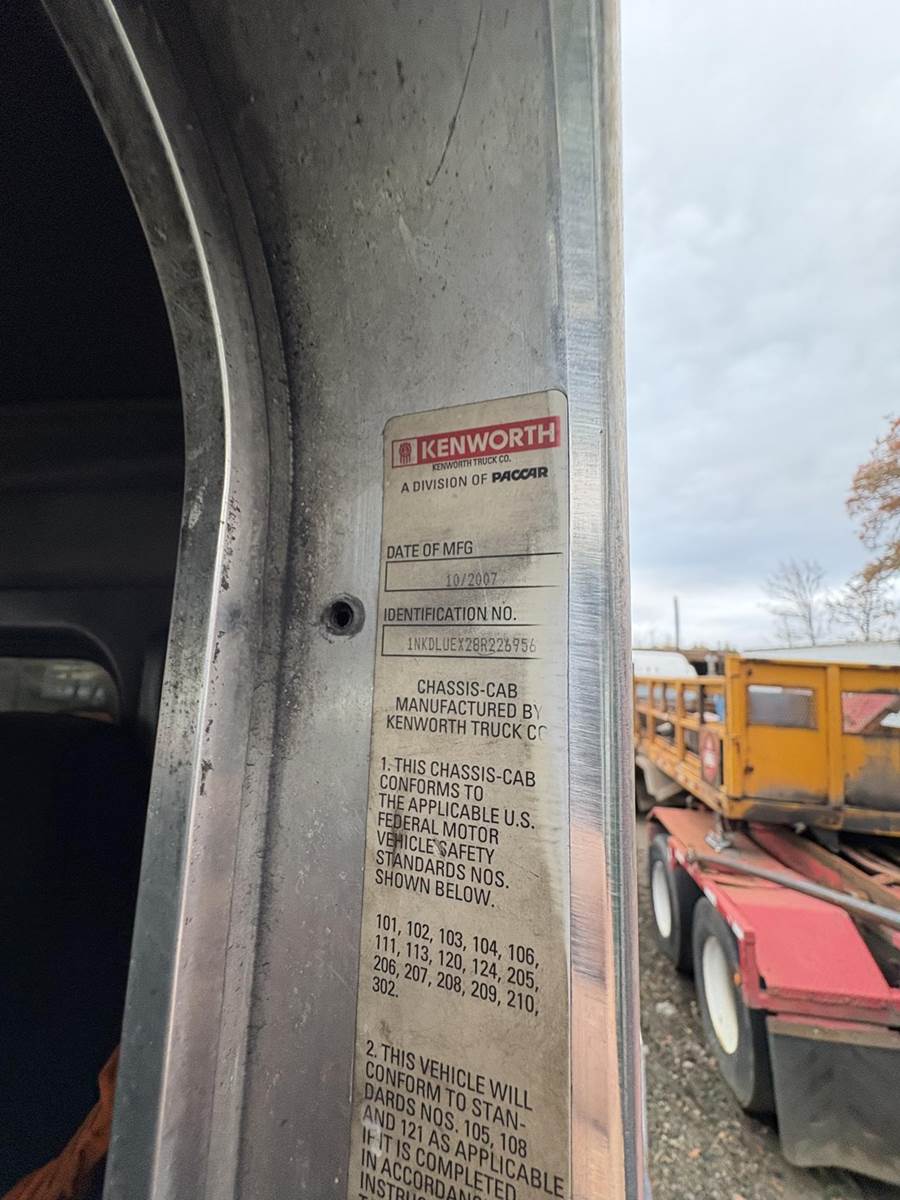 KENWORTH
KENWORTH TRUCK CO.
A DIVISION OF PACCAR
DATE OF MFG
10/2007
IDENTIFICATION NO.
1NKDLUEX28R226956
CHASSIS-CAB
MANUFACTURED BY
KENWORTH TRUCK CO
1. THIS CHASSIS-CAB
CONFORMS TO
THE APPLICABLE U.S.
FEDERAL MOTOR
VEHICLE SAFETY
STANDARDS NOS.
SHOWN BELOW.
101, 102, 103, 104, 106,
111, 113, 120, 124, 205,
206, 207, 208, 209, 210,
302.
2. THIS VEHICLE WILL
CONFORM TO STAN-
DARDS NOS. 105, 108
AND 121 AS APPLICABLE
IF IT IS COMPLETED
IN ACCORDANC
INSTRUC